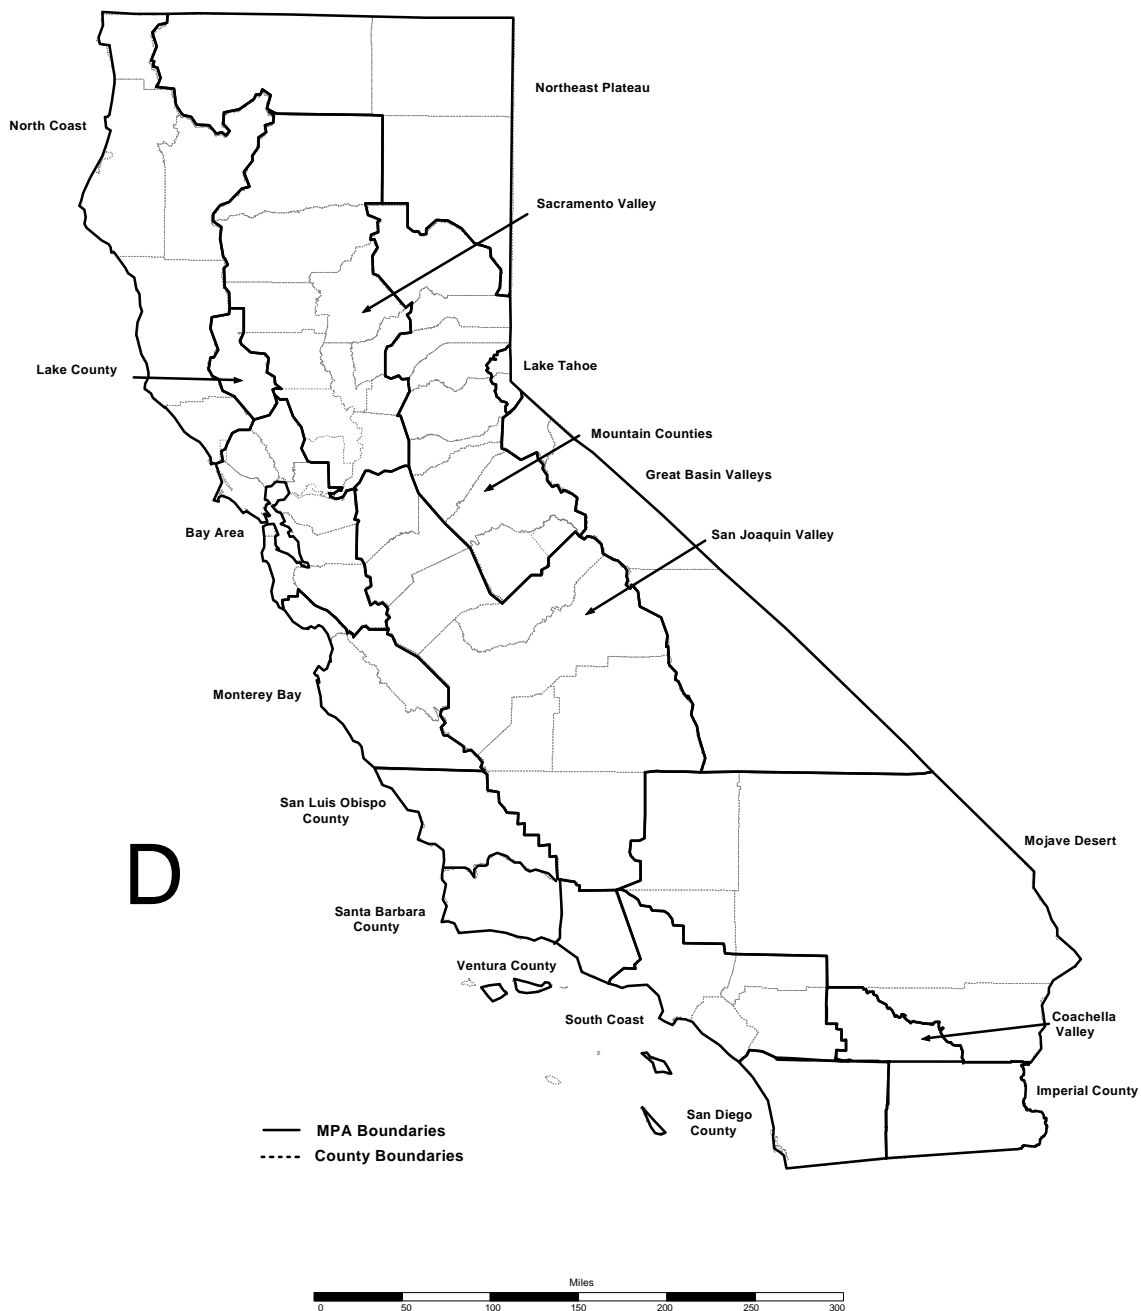 Northeast Plateau
North Coast
Sacramento Valley
Lake Tahoe
Lake County
Mountain Counties
Great Basin Valleys
San Joaquin Valley
Bay Area
Monterey Bay
San Luis Obispo
County
Mojave Desert
D
Santa Barbara
County
Ventura County
South Coast
Coachella
Valley
Imperial County
San Diego
County
MPA Boundaries
County Boundaries
Miles
0 50 100 150 200 250 300